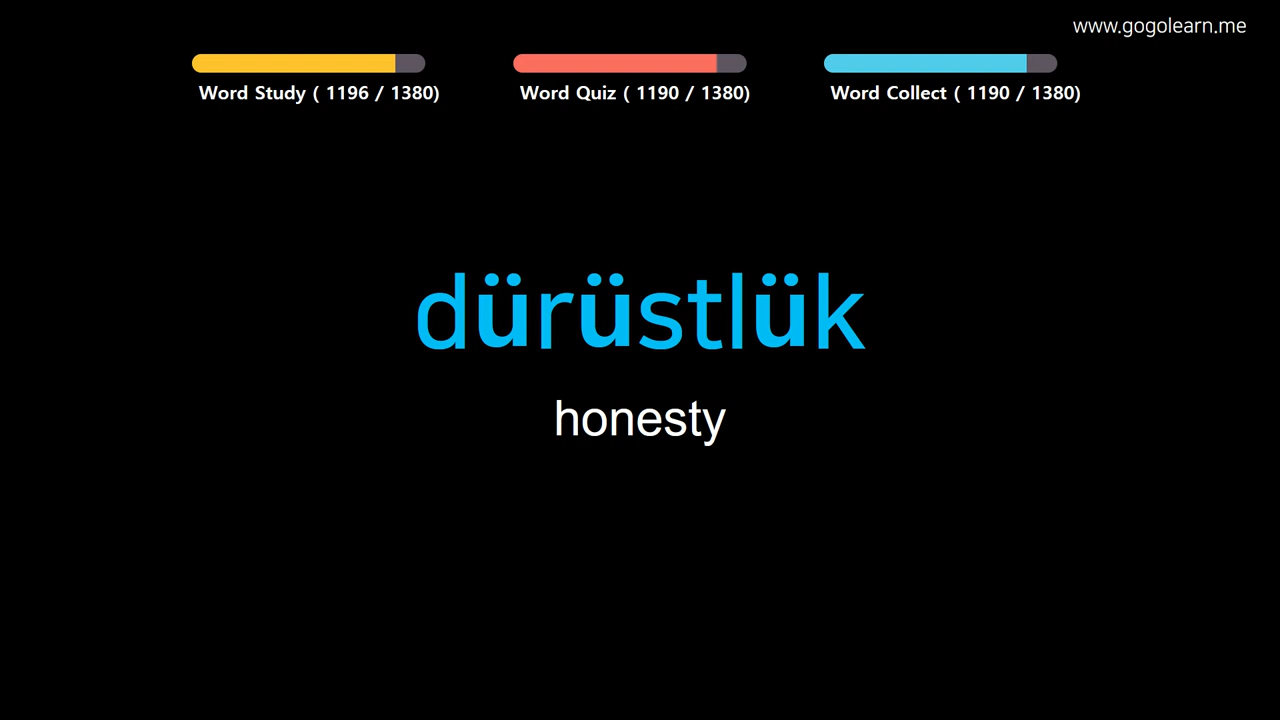 www.gogolearn.me
Word Study ( 1196 / 1380)
Word Quiz ( 1190 / 1380)
Word Collect ( 1190 / 1380)
dürüstlük
honesty